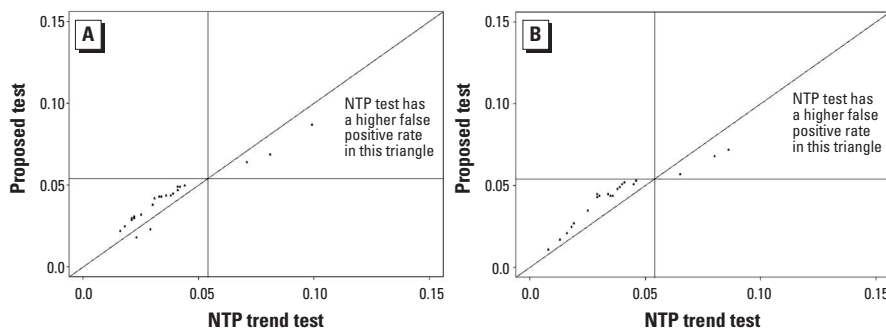 A
Proposed test
0.15
0.10
0.05
0.0
NTP test has
a higher false
positive rate
in this triangle
0.0 0.05 0.10 0.15
NTP trend test
B
Proposed test
0.15
0.10
0.05
0.0
NTP test has
a higher false
positive rate
in this triangle
0.0 0.05 0.10 0.15
NTP trend test